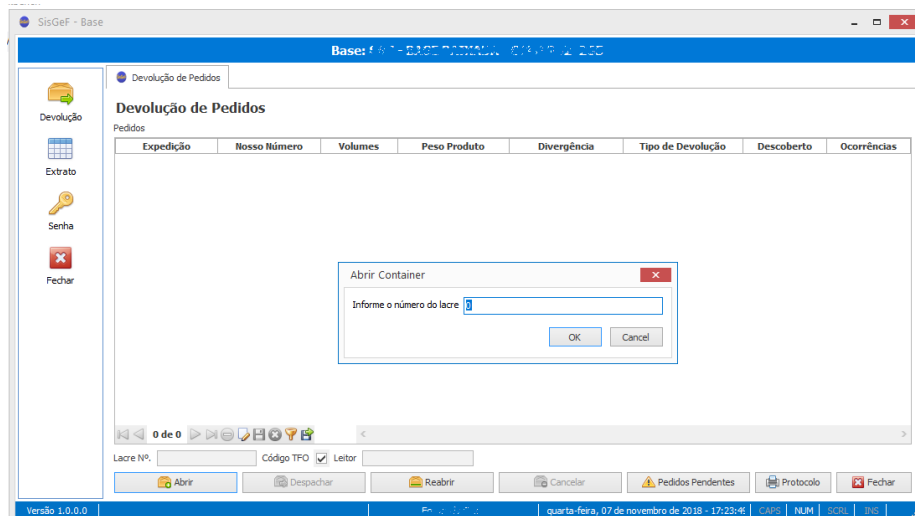 SisGeF - Base
Base:
Devolução de Pedidos
Devolução
Extrato
Senha
Fechar
Devolução de Pedidos
Pedidos
Expedição Nosso Número Volumes Peso Produto Divergência Tipo de Devolução Descoberto Ocorrências
Abrir Container
Informe o número do lacre 0
OK Cancel
0 de 0
Lacre Nº. Código TFO Leitor
Abrir Despachar Reabrir Cancelar Pedidos Pendentes Protocolo Fechar
Versão 1.0.0.0 quarta-feira, 07 de novembro de 2018 - 17:23:49 CAPS NUM SCRL INS